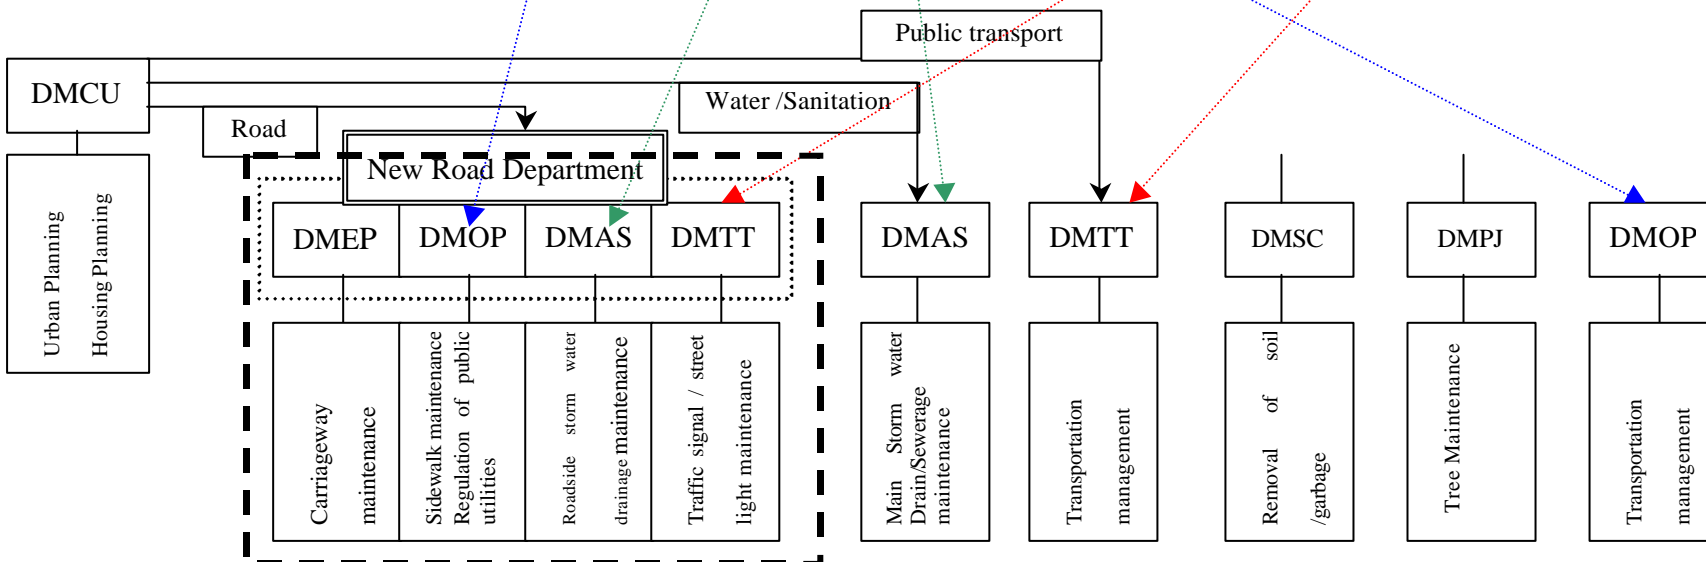 Public transport
DMCU
Water /Sanitation
Road
New Road Department
DMEP
DMOP
DMAS
DMTT
DMAS
DMTT
DMSC
DMPJ
DMOP
Urban Planning
Housing Planning
Carriageway
maintenance
Sidewalk maintenance
Regulation of public
utilities
Roadside storm water
drainage maintenance
Traffic signal / street
light maintenance
Main Storm water
Drain/Sewerage
maintenance
Transportation
management
Removal of soil
/garbage
Tree Maintenance
Transportation
management